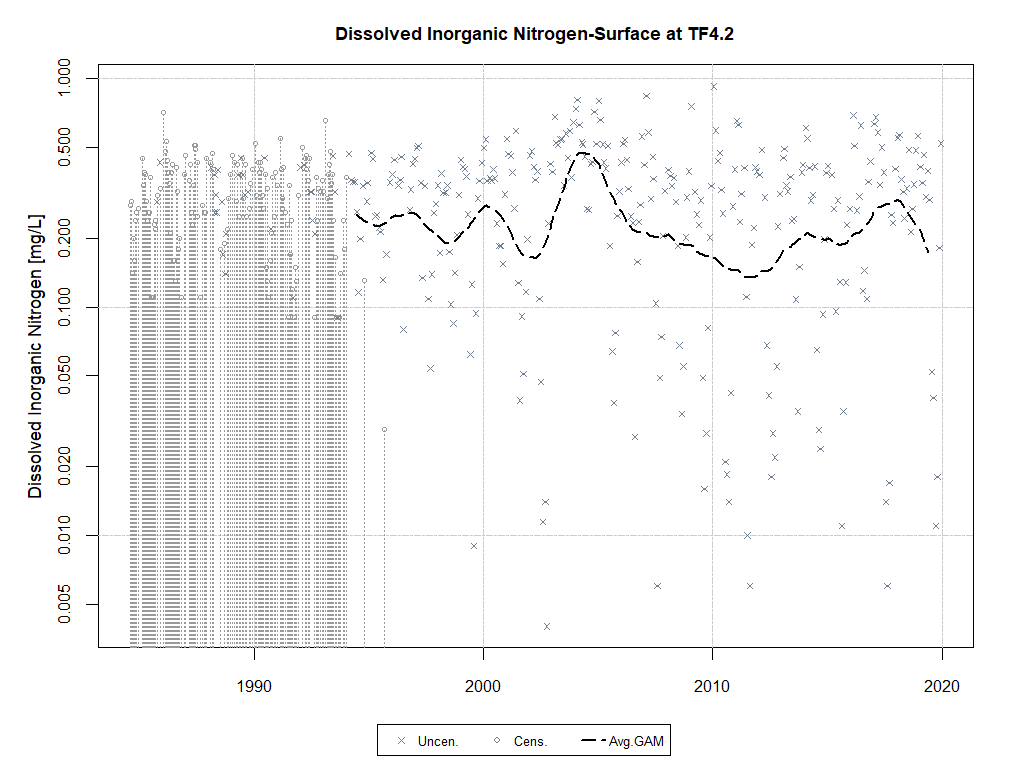 Dissolved Inorganic Nitrogen-Surface at TF4.2
Dissolved Inorganic Nitrogen [mg/L]
1.000
0.500
0.200
0.100
0.050
0.020
0.010
0.005
1990 2000 2010 2020
Uncen. Cens. Avg.GAM